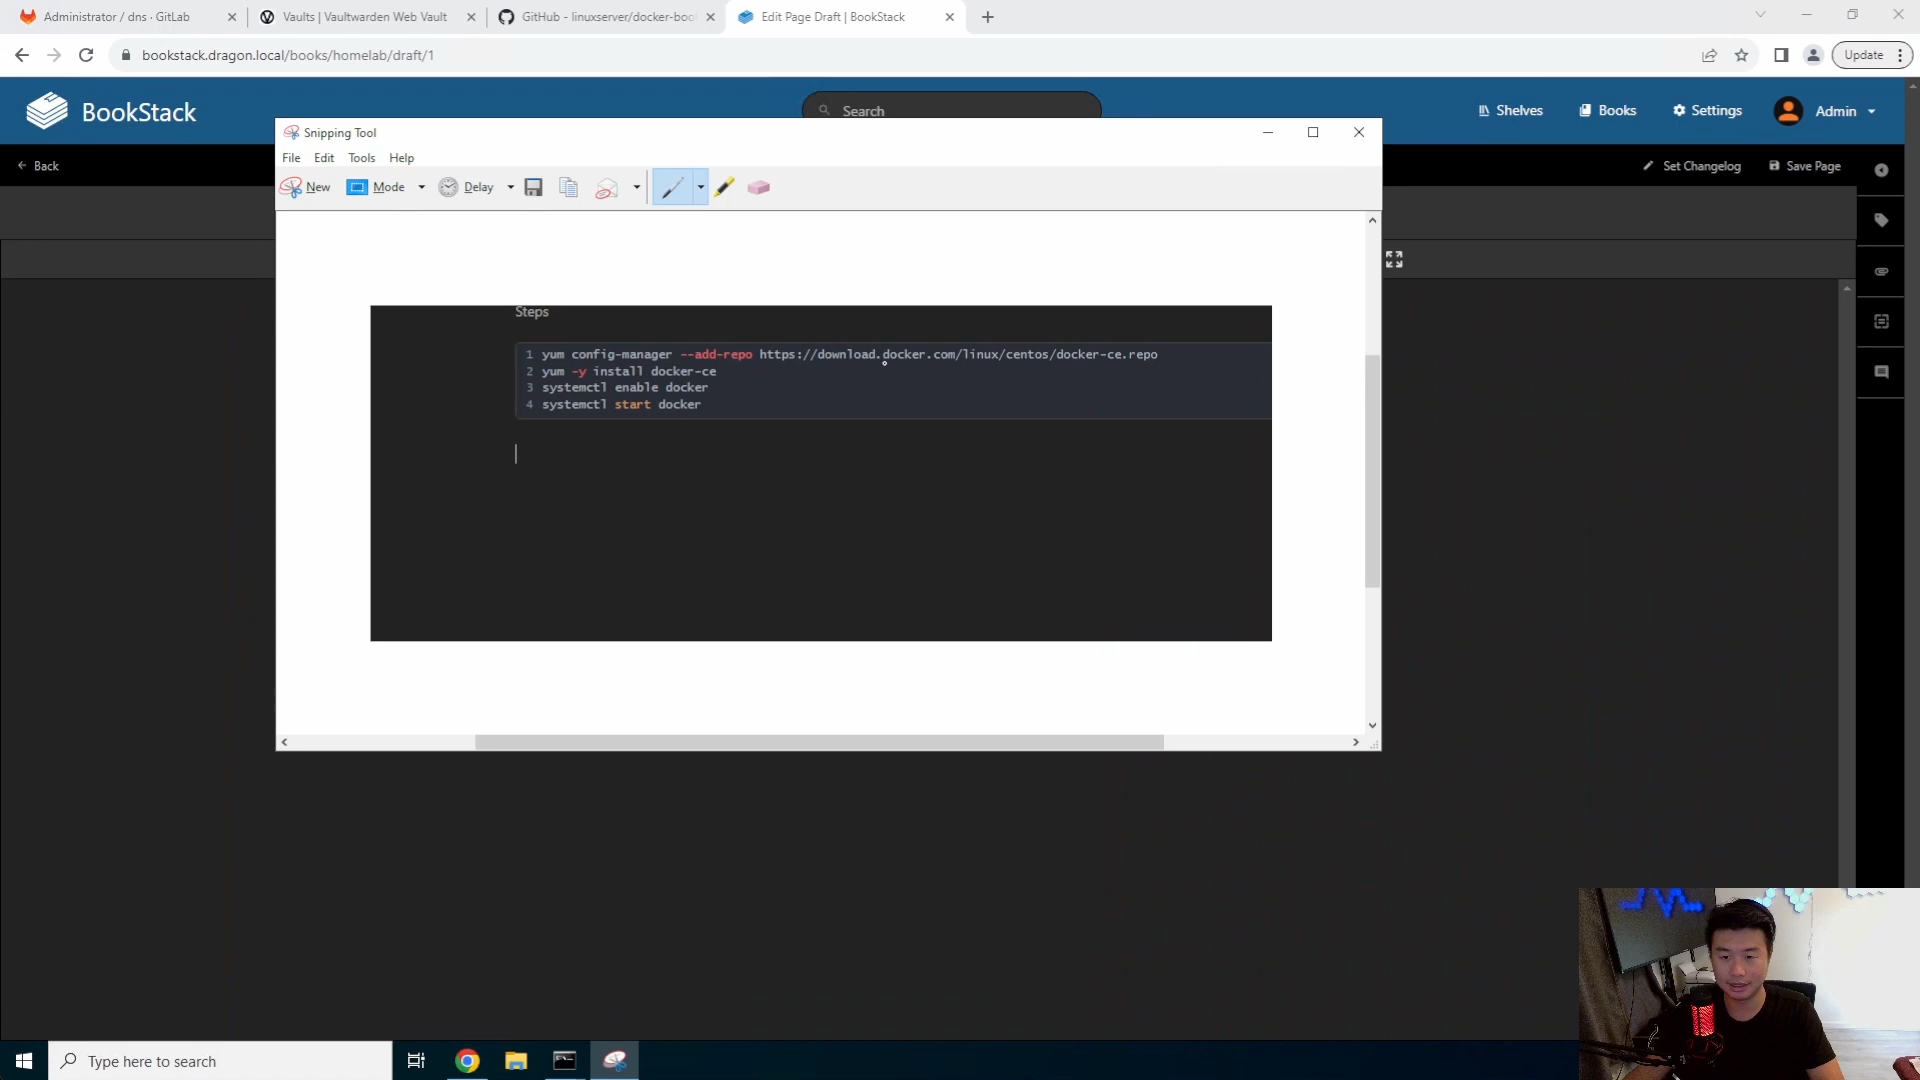 Administrator / dns · GitLab
Vaults | Vaultwarden Web Vault
GitHub - linuxserver/docker-boo
Edit Page Draft | BookStack
bookstack.dragon.local/books/homelab/draft/1
Update
BookStack
Search
Shelves
Books
Settings
Admin
Back
Set Changelog
Save Page
Snipping Tool
File Edit Tools Help
New Mode Delay
Steps
1 yum config-manager --add-repo https://download.docker.com/linux/centos/docker-ce.repo
2 yum -y install docker-ce
3 systemctl enable docker
4 systemctl start docker
Type here to search